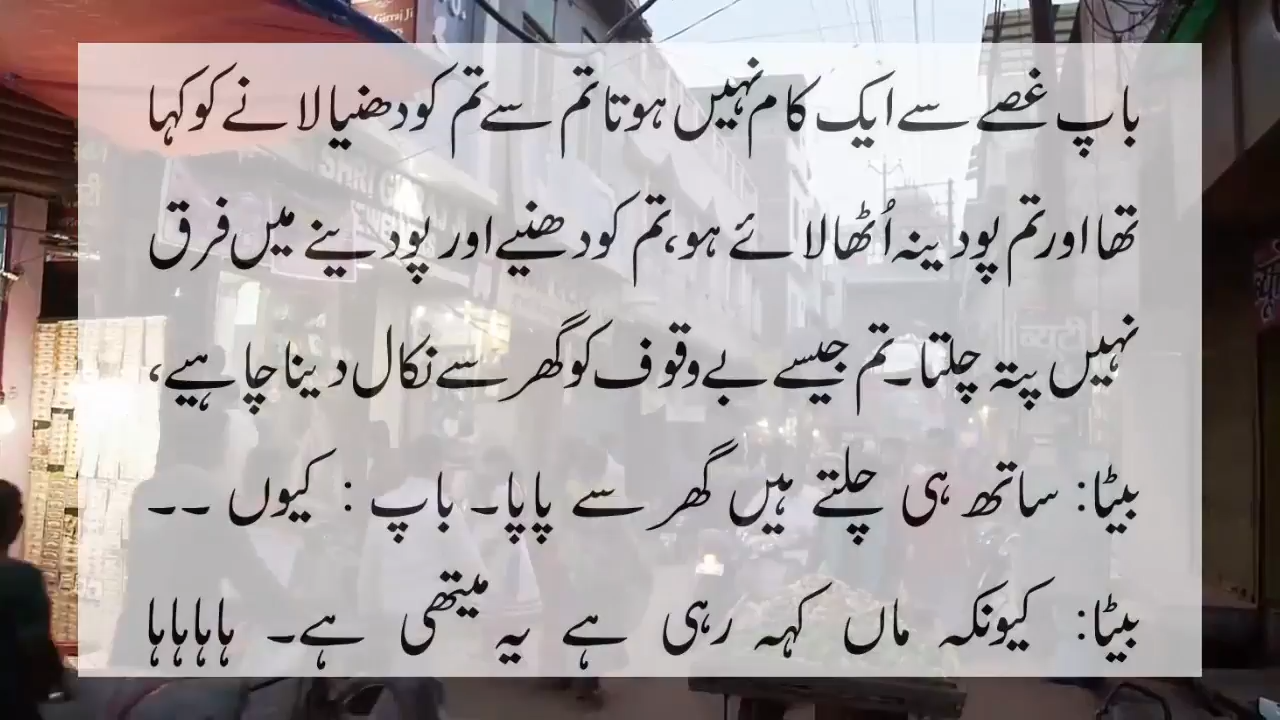 باپ غصے سے ایک کام نہیں ہوتا تم سے تم کو دھنیا لانے کو کہا
تھا اور تم پودینہ اُٹھا لائے ہو، تم کو دھنیے اور پودینے میں فرق
نہیں پتہ چلتا۔ تم جیسے بے وقوف کو گھر سے نکال دینا چاہیے،
بیٹا: ساتھ ہی چلتے ہیں گھر سے پاپا۔ باپ : کیوں ۔۔
بیٹا: کیونکہ ماں کہہ رہی ہے یہ میتھی ہے۔ ہاہاہاہا